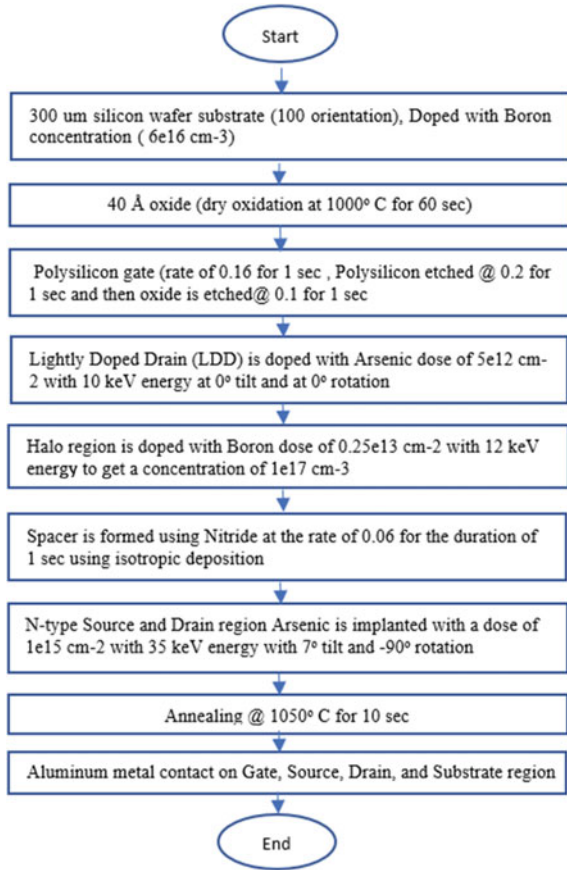 Start
300 um silicon wafer substrate (100 orientation), Doped with Boron
concentration ( 6e16 cm-3)
40 Å oxide (dry oxidation at 1000° C for 60 sec)
Polysilicon gate (rate of 0.16 for 1 sec , Polysilicon etched @ 0.2 for
1 sec and then oxide is etched@ 0.1 for 1 sec
Lightly Doped Drain (LDD) is doped with Arsenic dose of 5e12 cm-
2 with 10 keV energy at 0° tilt and at 0° rotation
Halo region is doped with Boron dose of 0.25e13 cm-2 with 12 keV
energy to get a concentration of 1e17 cm-3
Spacer is formed using Nitride at the rate of 0.06 for the duration of
1 sec using isotropic deposition
N-type Source and Drain region Arsenic is implanted with a dose of
1e15 cm-2 with 35 keV energy with 7° tilt and -90° rotation
Annealing @ 1050° C for 10 sec
Aluminum metal contact on Gate, Source, Drain, and Substrate region
End